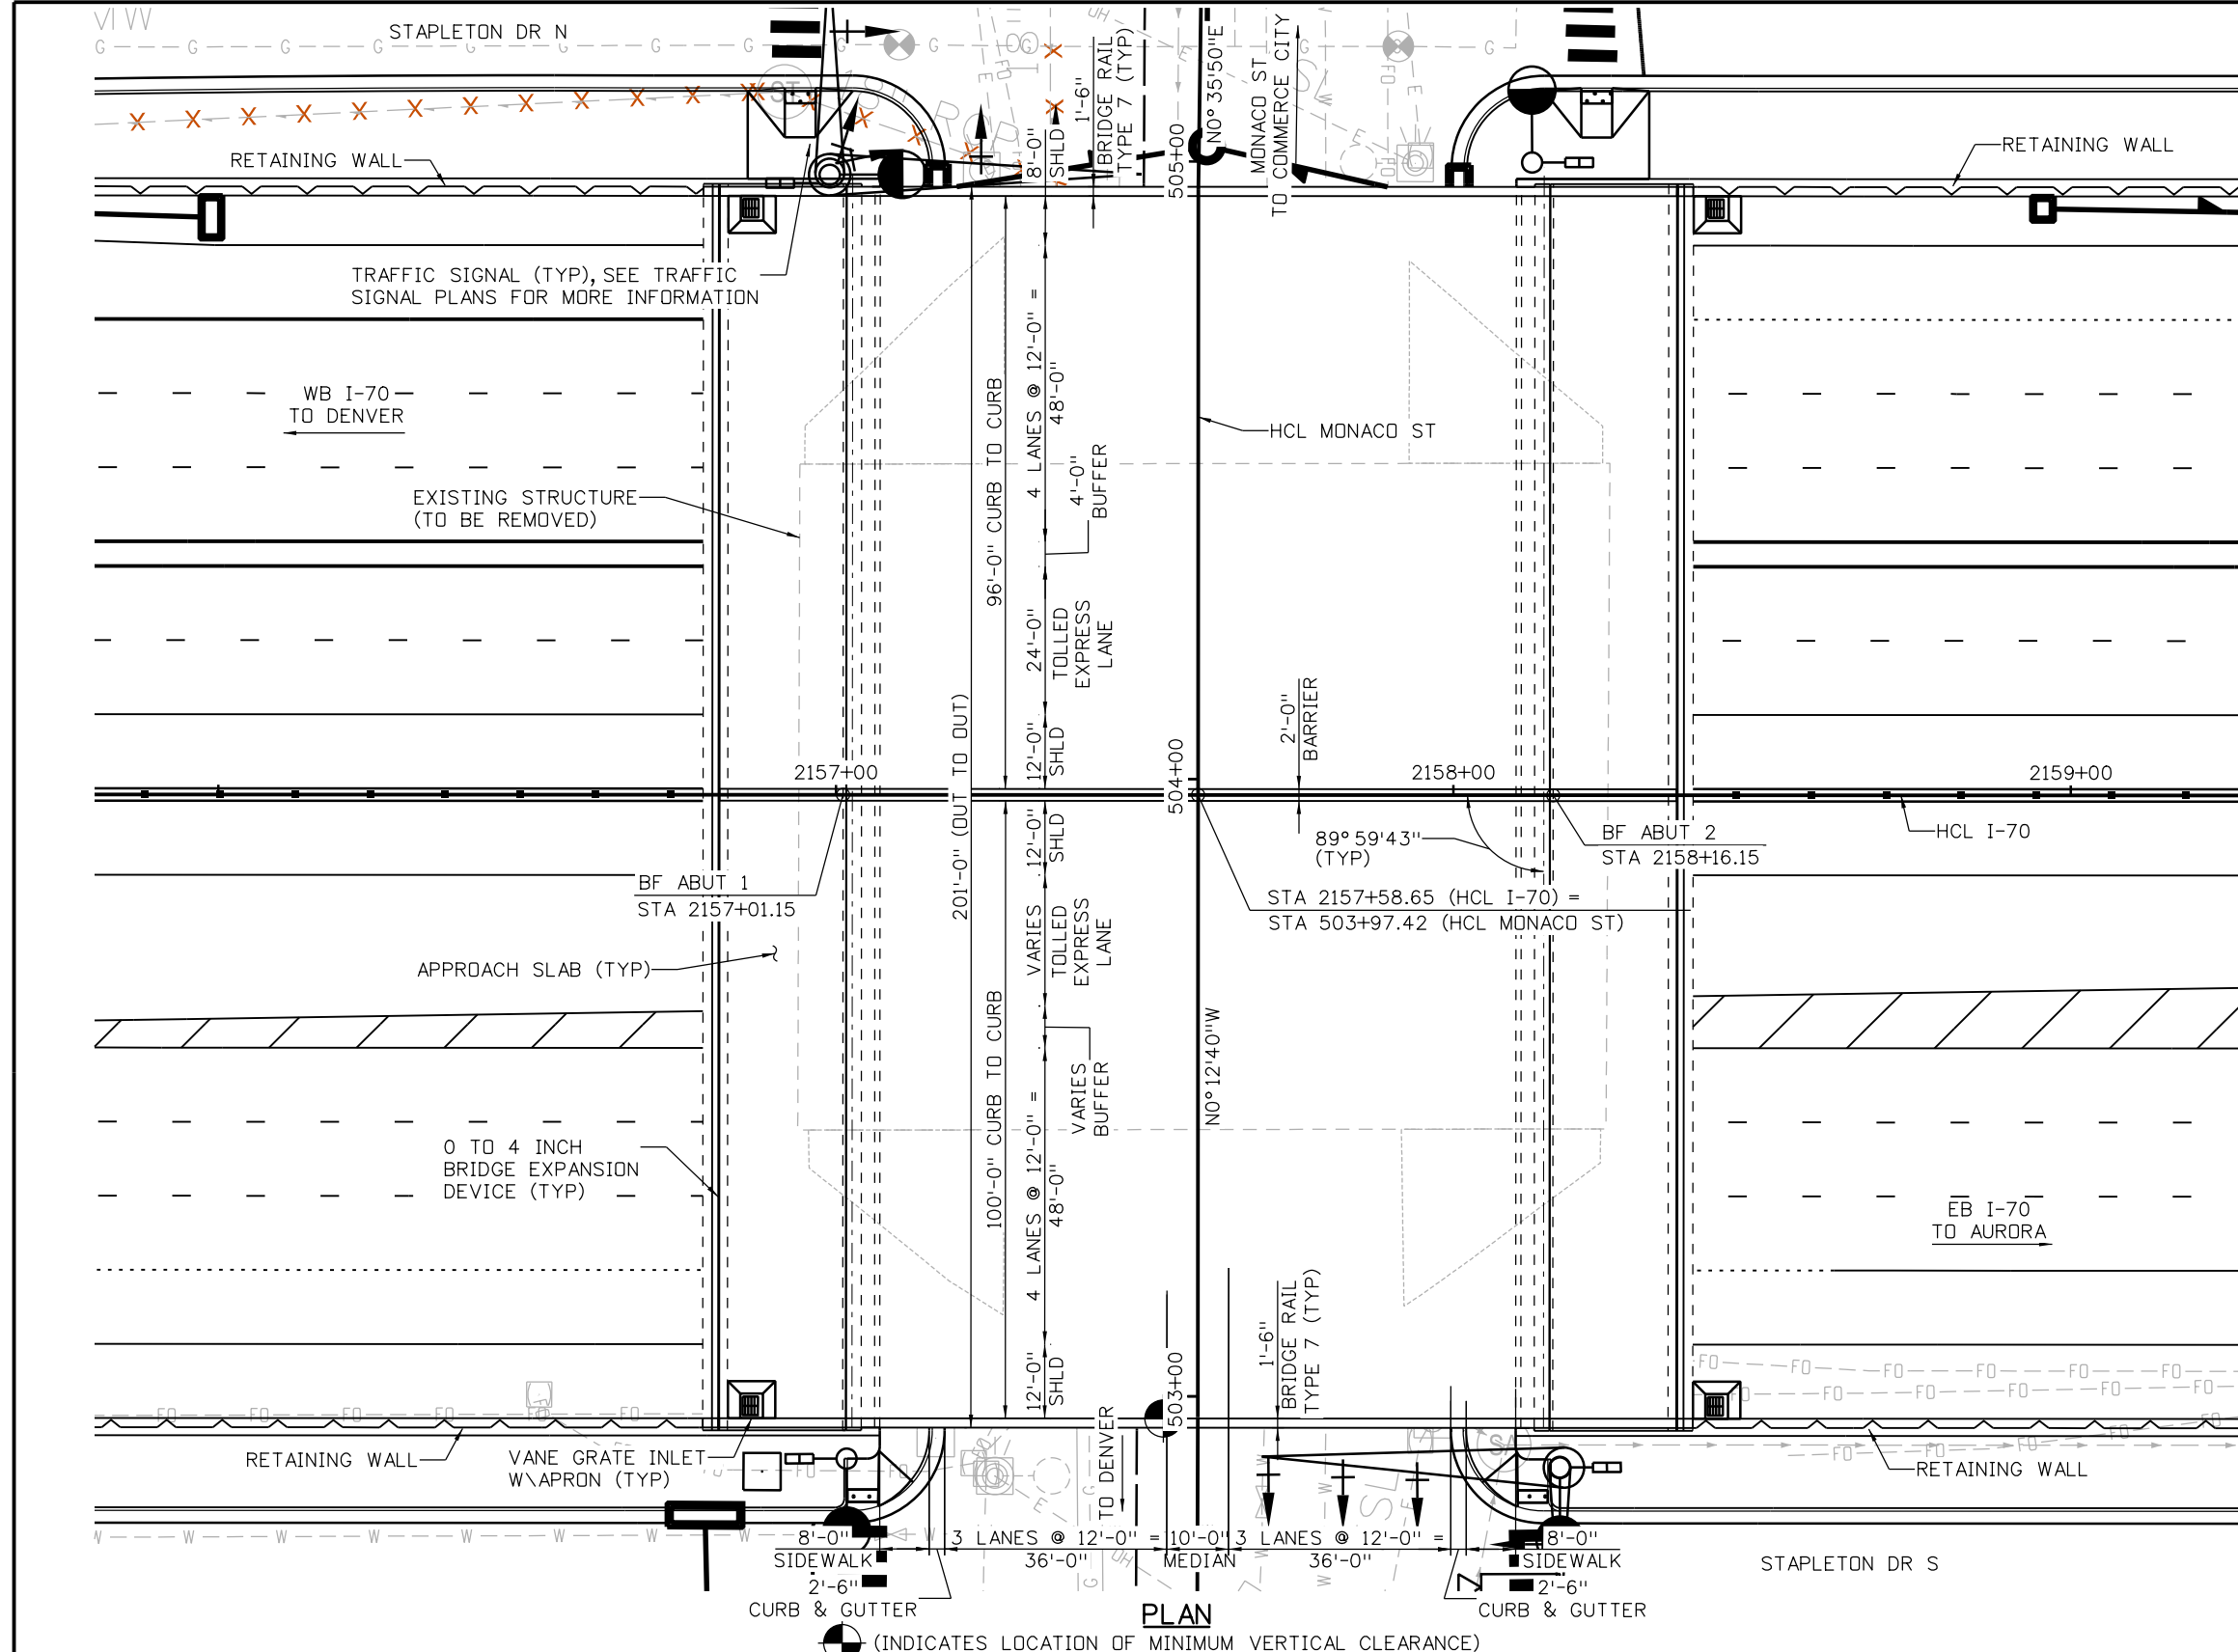 STAPLETON DR N
RETAINING WALL
TRAFFIC SIGNAL (TYP), SEE TRAFFIC
SIGNAL PLANS FOR MORE INFORMATION
1'-6"
BRIDGE RAIL
TYPE 7 (TYP)
8'-0"
SHLD
505+00
N0° 35'50"E
MONACO ST
TO COMMERCE CITY
RETAINING WALL
WB I-70
TO DENVER
EXISTING STRUCTURE
(TO BE REMOVED)
96'-0" CURB TO CURB
4 LANES @ 12'-0" =
48'-0"
4'-0"
BUFFER
HCL MONACO ST
24'-0"
TOLLED
EXPRESS
LANE
12'-0"
SHLD
201'-0" (OUT TO OUT)
2'-0"
BARRIER
2157+00
504+00
2158+00
2159+00
HCL I-70
89° 59'43"
(TYP)
BF ABUT 2
STA 2158+16.15
BF ABUT 1
STA 2157+01.15
STA 2157+58.65 (HCL I-70) =
STA 503+97.42 (HCL MONACO ST)
12'-0"
SHLD
VARIES
TOLLED
EXPRESS
LANE
APPROACH SLAB (TYP)
100'-0" CURB TO CURB
VARIES
BUFFER
N0° 12'40"W
4 LANES @ 12'-0" =
48'-0"
0 TO 4 INCH
BRIDGE EXPANSION
DEVICE (TYP)
EB I-70
TO AURORA
12'-0"
SHLD
503+00
1'-6"
BRIDGE RAIL
TYPE 7 (TYP)
RETAINING WALL
VANE GRATE INLET
W\APRON (TYP)
TO DENVER
RETAINING WALL
8'-0"
SIDEWALK
2'-6"
CURB & GUTTER
3 LANES @ 12'-0" =
36'-0"
10'-0"
MEDIAN
3 LANES @ 12'-0" =
36'-0"
8'-0"
SIDEWALK
2'-6"
CURB & GUTTER
STAPLETON DR S
PLAN
(INDICATES LOCATION OF MINIMUM VERTICAL CLEARANCE)